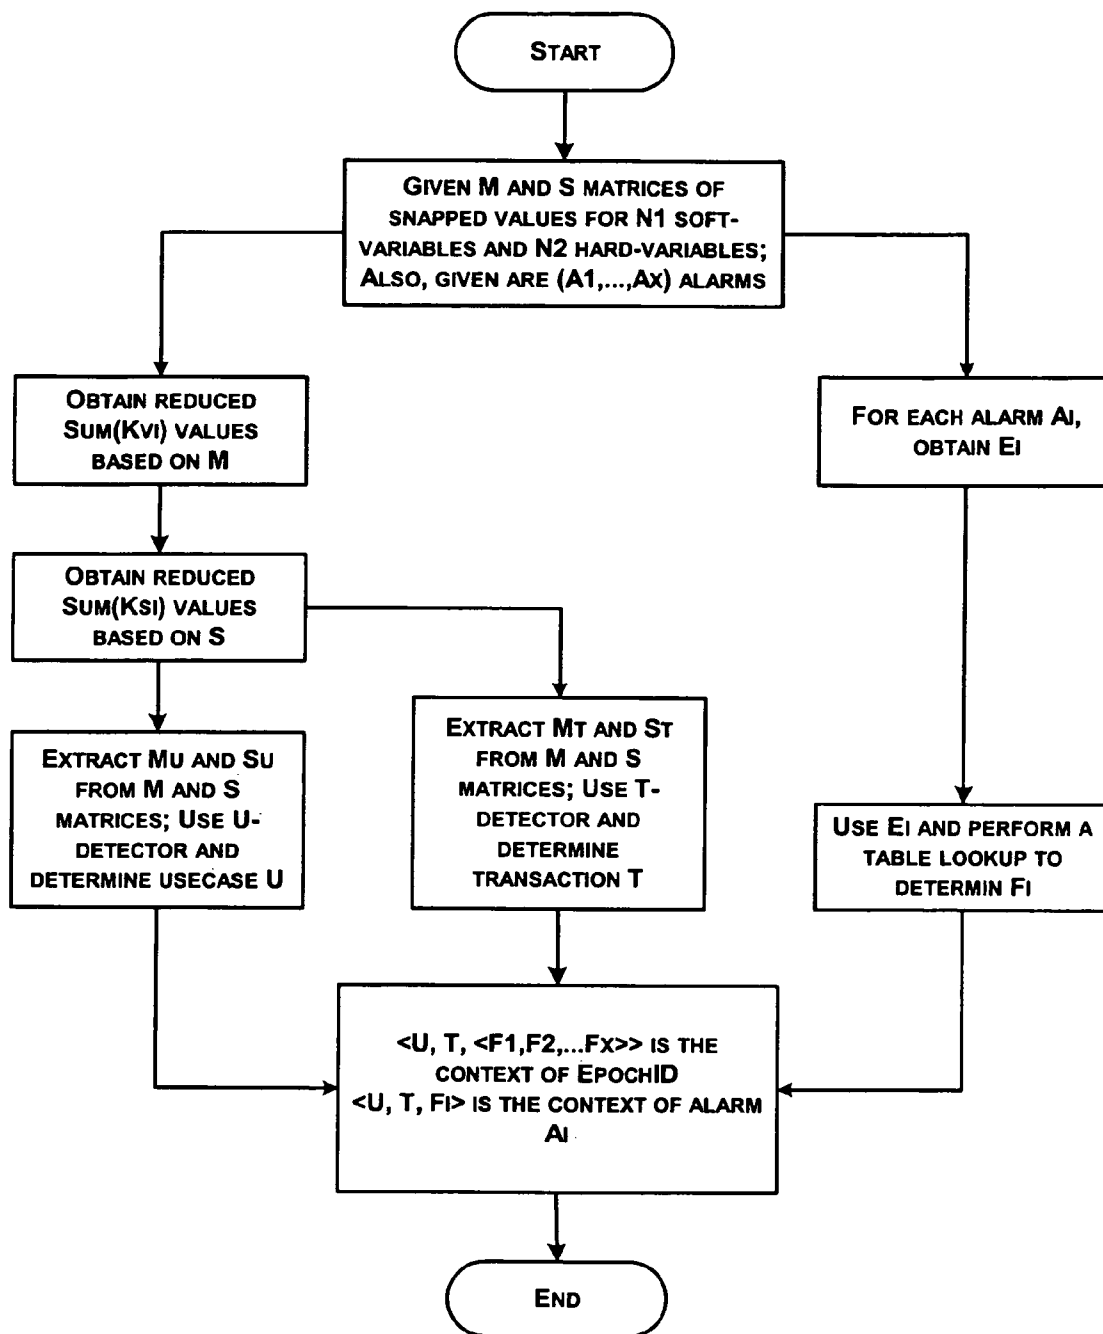 START
GIVEN M AND S MATRICES OF
SNAPPED VALUES FOR N1 SOFT-
VARIABLES AND N2 HARD-VARIABLES;
ALSO, GIVEN ARE (A1,...,AX) ALARMS
OBTAIN REDUCED
SUM(KVI) VALUES
BASED ON M
FOR EACH ALARM AI,
OBTAIN EI
OBTAIN REDUCED
SUM(KSI) VALUES
BASED ON S
EXTRACT MU AND SU
FROM M AND S
MATRICES; USE U-
DETECTOR AND
DETERMINE USECASE U
EXTRACT MT AND ST
FROM M AND S
MATRICES; USE T-
DETECTOR AND
DETERMINE
TRANSACTION T
USE EI AND PERFORM A
TABLE LOOKUP TO
DETERMIN FI
<U, T, <F1,F2,...FX>> IS THE
CONTEXT OF EPOCHID
<U, T, FI> IS THE CONTEXT OF ALARM
AI
END